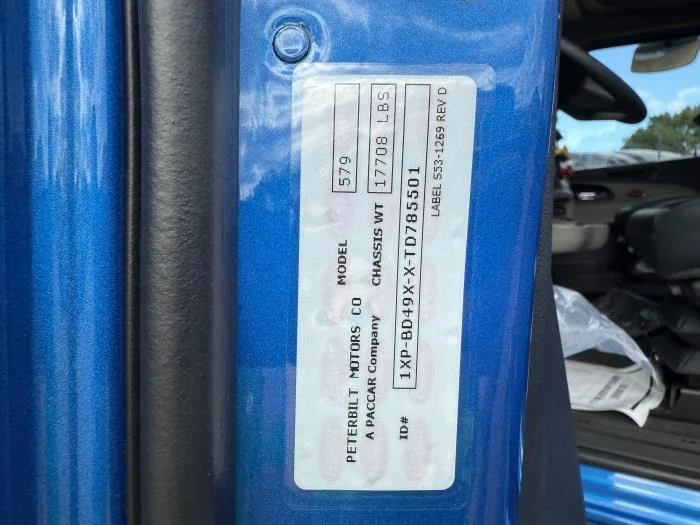 PETERBILT MOTORS CO MODEL 579
A PACCAR Company CHASSIS WT 17708 LBS
ID# 1XP-BD49X-X-TD785501
LABEL S53-1269 REV D